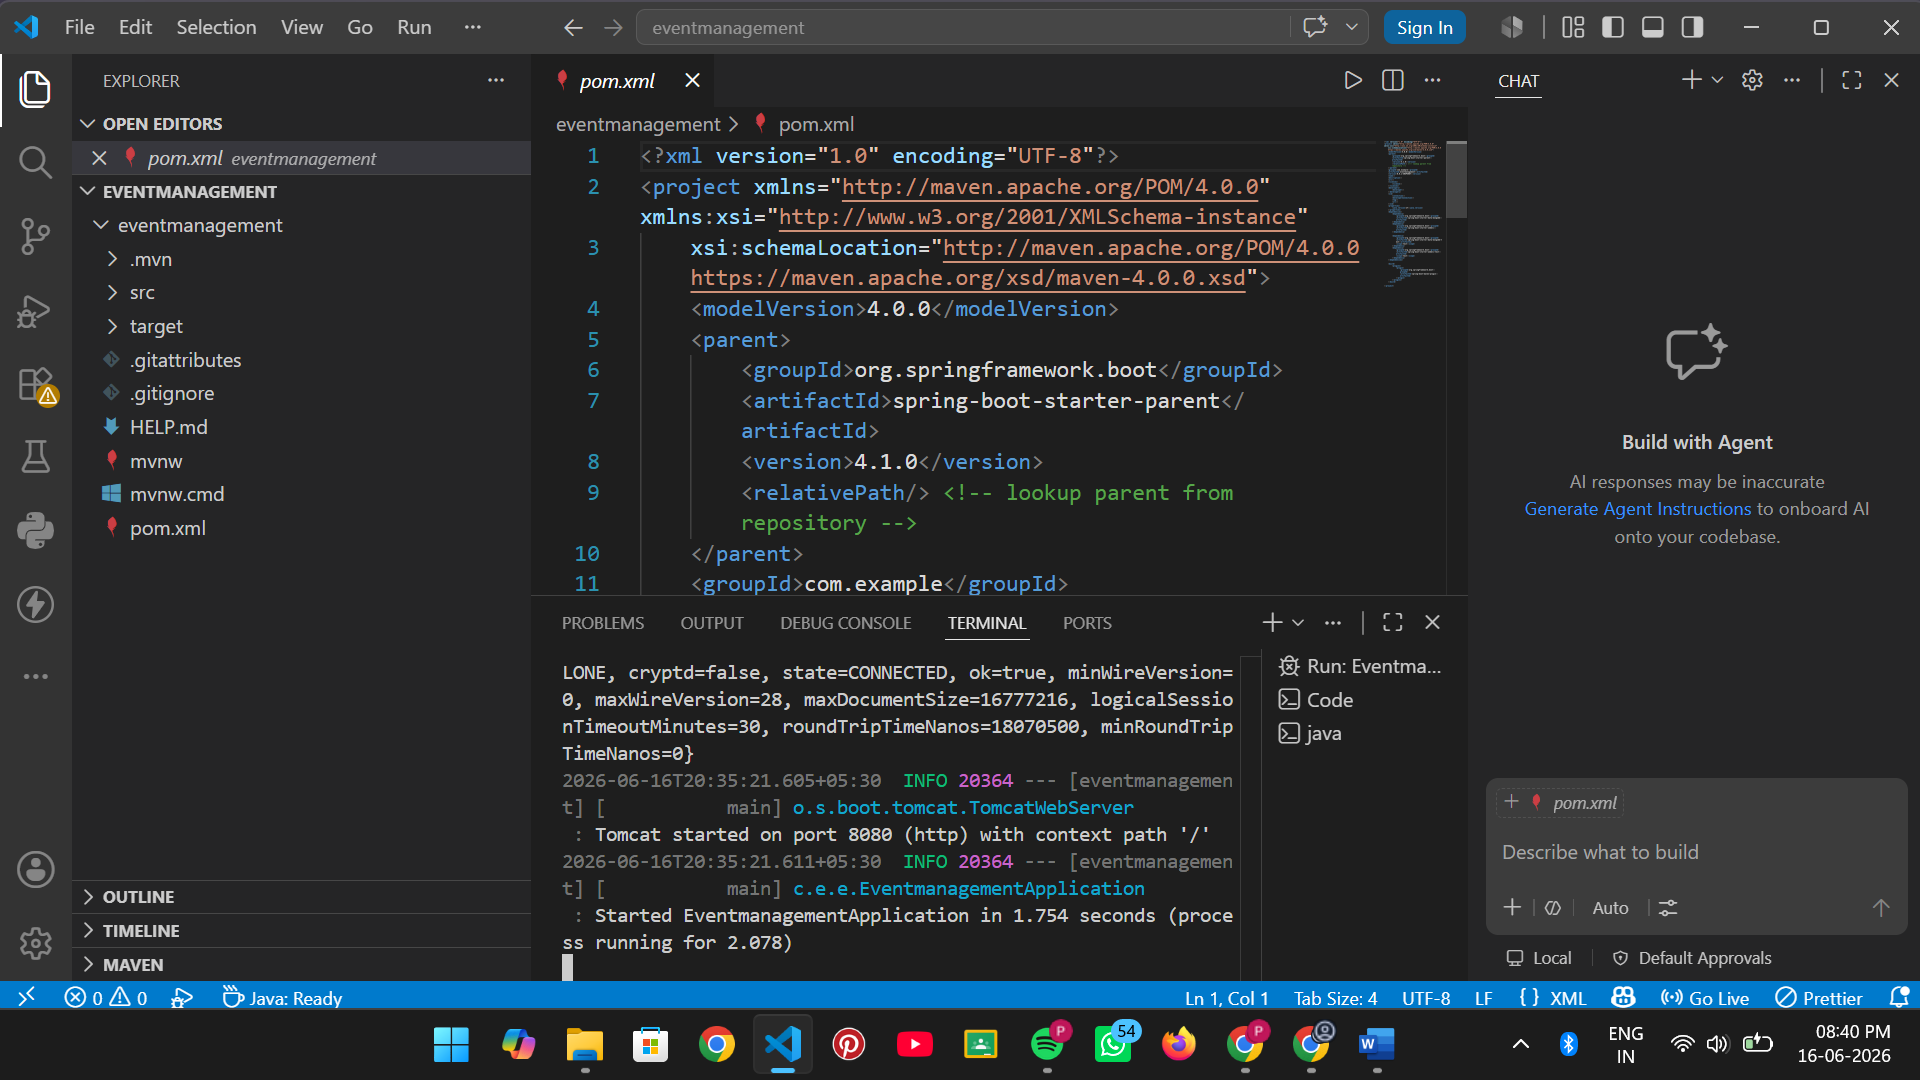 File Edit Selection View Go Run ···
eventmanagement
Sign In
EXPLORER
OPEN EDITORS
pom.xml eventmanagement
EVENTMANAGEMENT
eventmanagement
.mvn
src
target
.gitattributes
.gitignore
HELP.md
mvnw
mvnw.cmd
pom.xml
OUTLINE
TIMELINE
MAVEN
pom.xml
eventmanagement > pom.xml
1 <?xml version="1.0" encoding="UTF-8"?>
2 <project xmlns="http://maven.apache.org/POM/4.0.0"
xmlns:xsi="http://www.w3.org/2001/XMLSchema-instance"
3 xsi:schemaLocation="http://maven.apache.org/POM/4.0.0
https://maven.apache.org/xsd/maven-4.0.0.xsd">
4 <modelVersion>4.0.0</modelVersion>
5 <parent>
6 <groupId>org.springframework.boot</groupId>
7 <artifactId>spring-boot-starter-parent</
artifactId>
8 <version>4.1.0</version>
9 <relativePath/> <!-- lookup parent from
repository -->
10 </parent>
11 <groupId>com.example</groupId>
PROBLEMS OUTPUT DEBUG CONSOLE TERMINAL PORTS
LONE, cryptd=false, state=CONNECTED, ok=true, minWireVersion=
0, maxWireVersion=28, maxDocumentSize=16777216, logicalSessio
nTimeoutMinutes=30, roundTripTimeNanos=18070500, minRoundTrip
TimeNanos=0}
2026-06-16T20:35:21.605+05:30 INFO 20364 --- [eventmanagemen
t] [ main] o.s.boot.tomcat.TomcatWebServer
: Tomcat started on port 8080 (http) with context path '/'
2026-06-16T20:35:21.611+05:30 INFO 20364 --- [eventmanagemen
t] [ main] c.e.e.EventmanagementApplication
: Started EventmanagementApplication in 1.754 seconds (proce
ss running for 2.078)
Run: Eventma...
Code
java
CHAT
Build with Agent
AI responses may be inaccurate
Generate Agent Instructions to onboard AI
onto your codebase.
pom.xml
Describe what to build
Auto
Local Default Approvals
0 0 Java: Ready
Ln 1, Col 1 Tab Size: 4 UTF-8 LF {} XML Go Live Prettier
P 54 P
W
ENG
IN
08:40 PM
16-06-2026